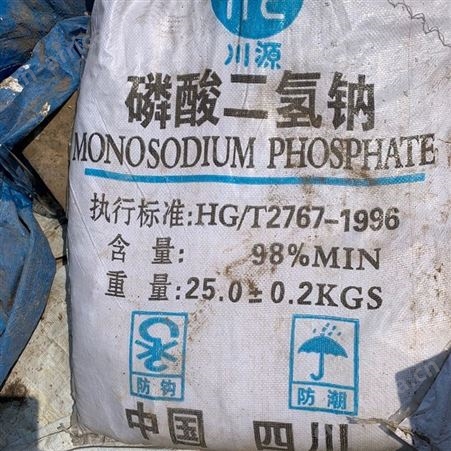 川源
磷酸二氢钠
MONOSODIUM PHOSPHATE
执行标准:HG/T2767-1996
含量: 98%MIN
重量:25.0±0.2KGS
防钩
防潮
中国 四川